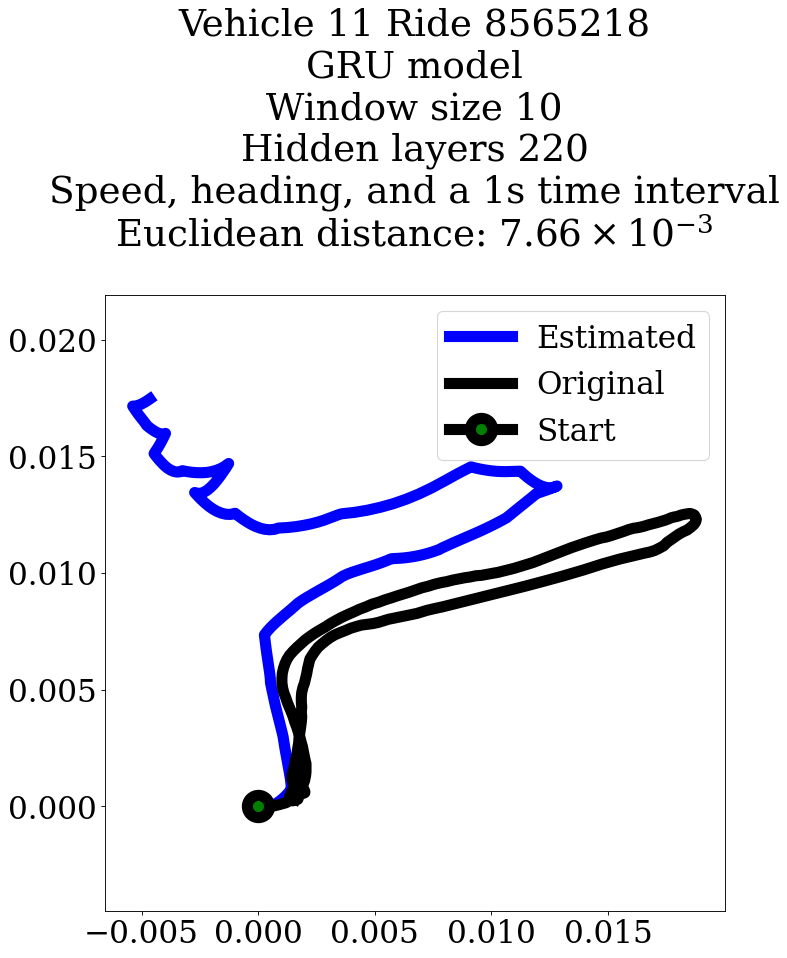 Vehicle 11 Ride 8565218
GRU model
Window size 10
Hidden layers 220
Speed, heading, and a 1s time interval
Euclidean distance: 7.66 × 10⁻³
Estimated
Original
Start
0.020
0.015
0.010
0.005
0.000
−0.005 0.000 0.005 0.010 0.015